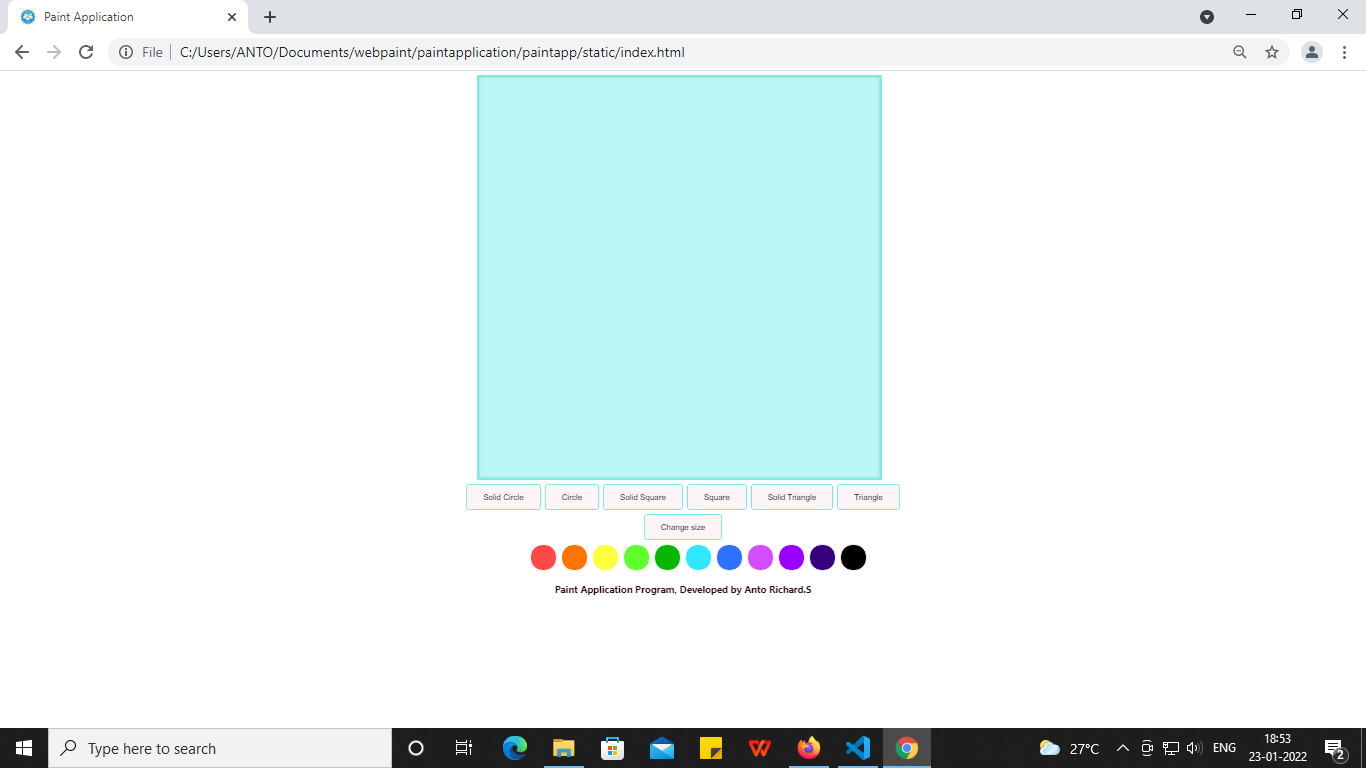 Paint Application
File C:/Users/ANTO/Documents/webpaint/paintapplication/paintapp/static/index.html
Solid Circle Circle Solid Square Square Solid Triangle Triangle
Change size
Paint Application Program, Developed by Anto Richard.S
Type here to search
27°C
ENG
18:53
23-01-2022
2